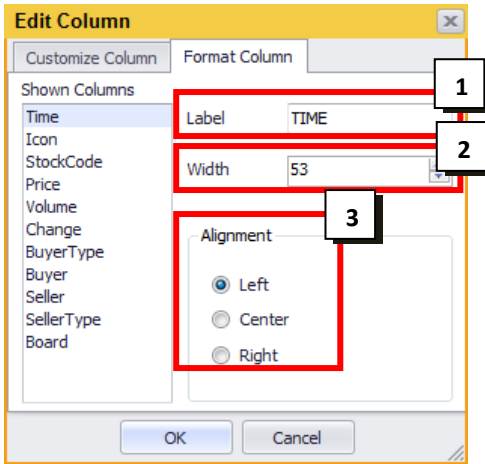 Edit Column
Customize Column Format Column
Shown Columns
Time
Icon
StockCode
Price
Volume
Change
BuyerType
Buyer
Seller
SellerType
Board
1
Label TIME
2
Width 53
3
Alignment
Left
Center
Right
OK Cancel